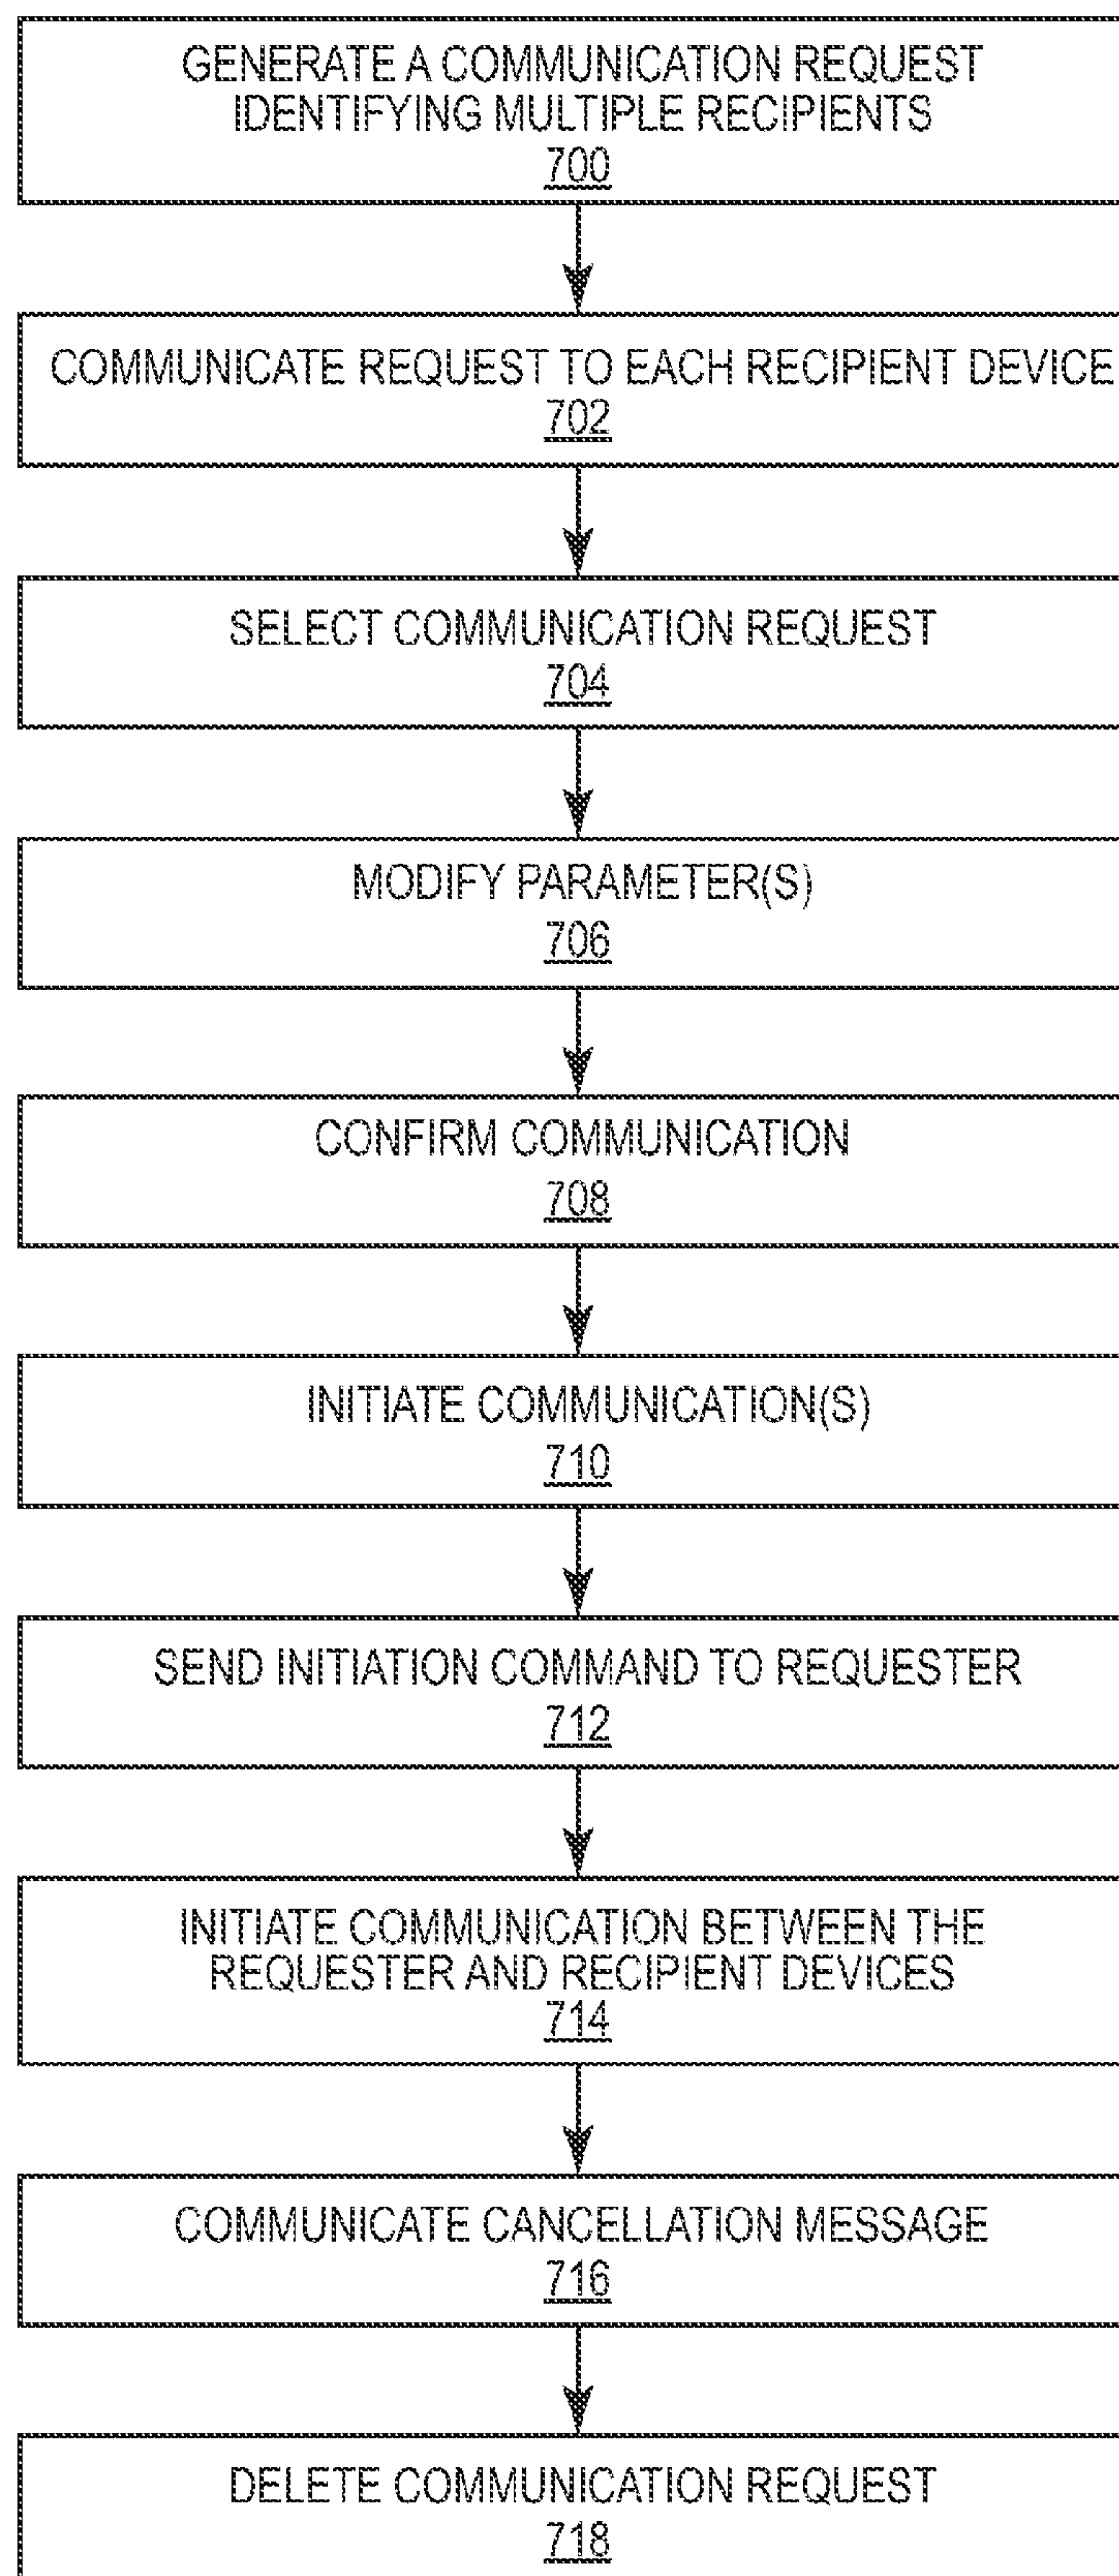 GENERATE A COMMUNICATION REQUEST
IDENTIFYING MULTIPLE RECIPIENTS
700
COMMUNICATE REQUEST TO EACH RECIPIENT DEVICE
702
SELECT COMMUNICATION REQUEST
704
MODIFY PARAMETER(S)
706
CONFIRM COMMUNICATION
708
INITIATE COMMUNICATION(S)
710
SEND INITIATION COMMAND TO REQUESTER
712
INITIATE COMMUNICATION BETWEEN THE
REQUESTER AND RECIPIENT DEVICES
714
COMMUNICATE CANCELLATION MESSAGE
716
DELETE COMMUNICATION REQUEST
718